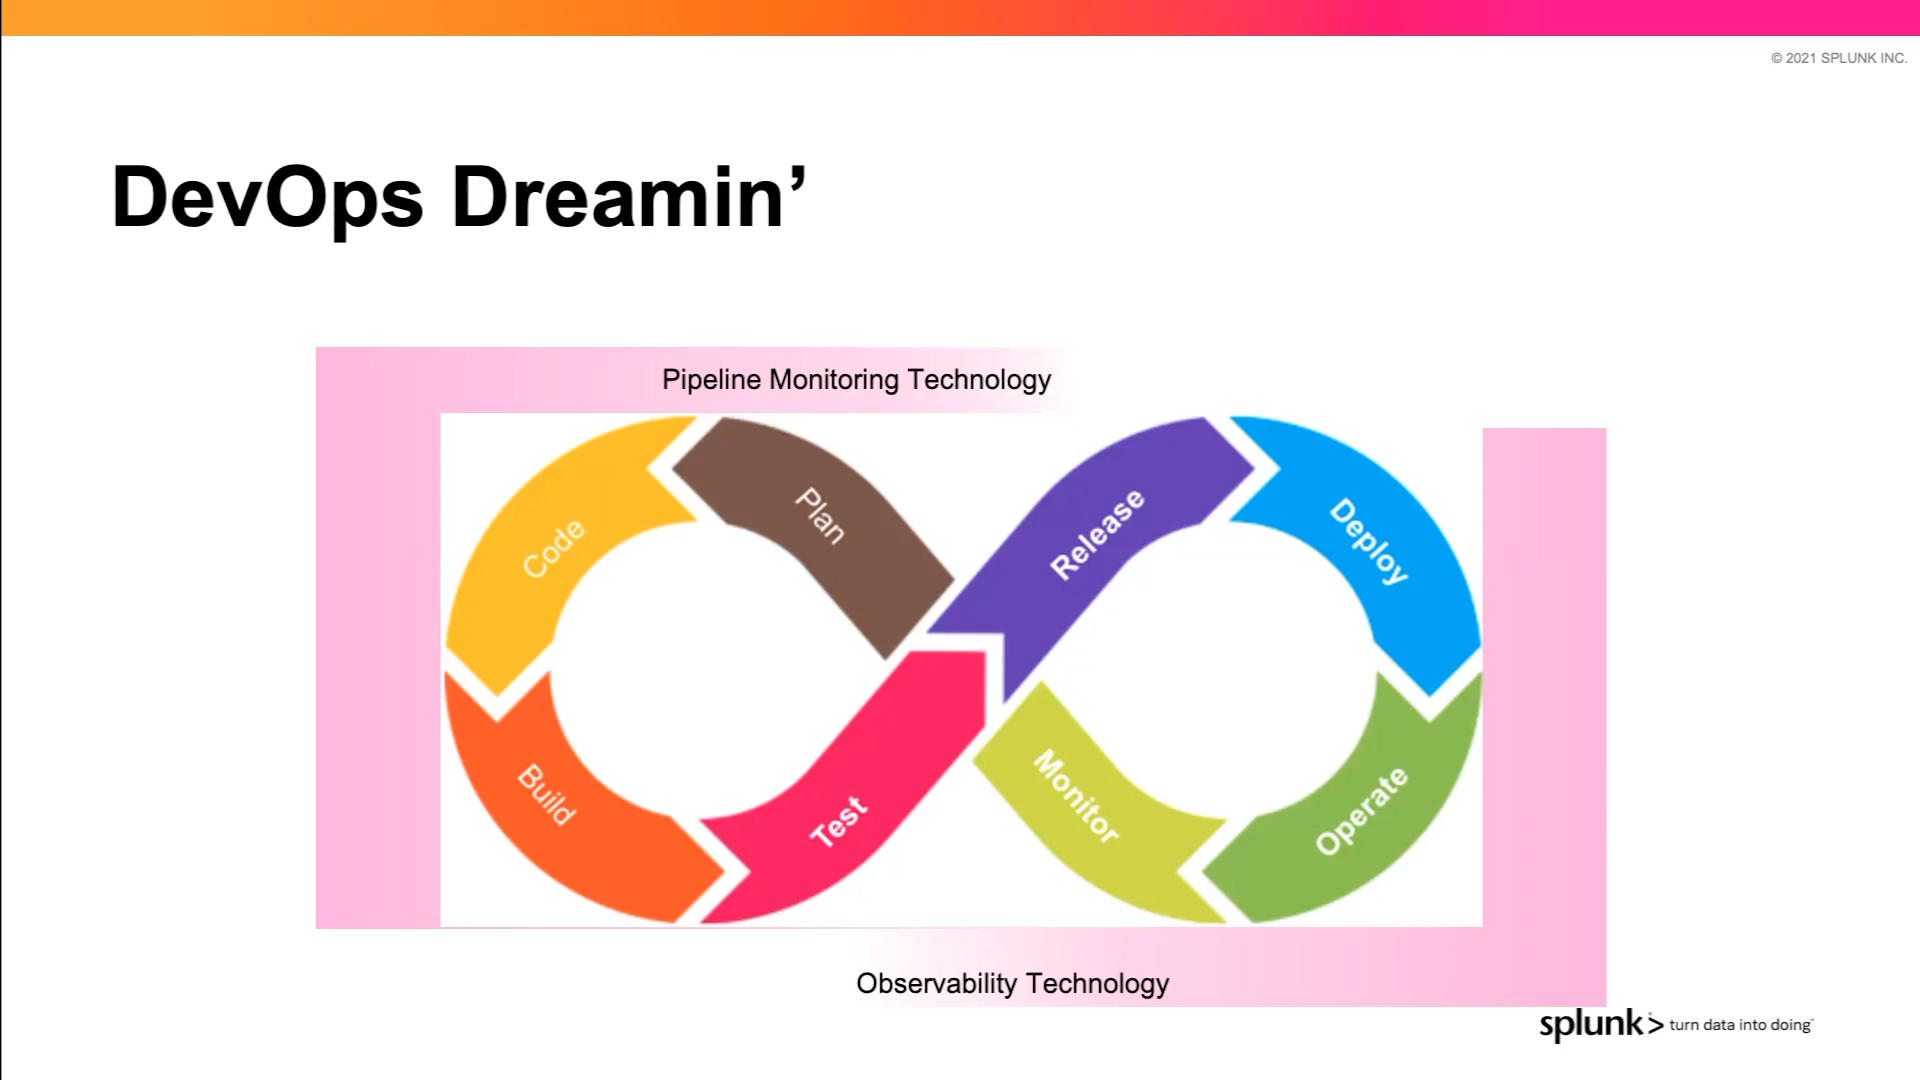 © 2021 SPLUNK INC.
DevOps Dreamin’
Pipeline Monitoring Technology
Code
Plan
Release
Deploy
Build
Test
Monitor
Operate
Observability Technology
splunk> turn data into doing™